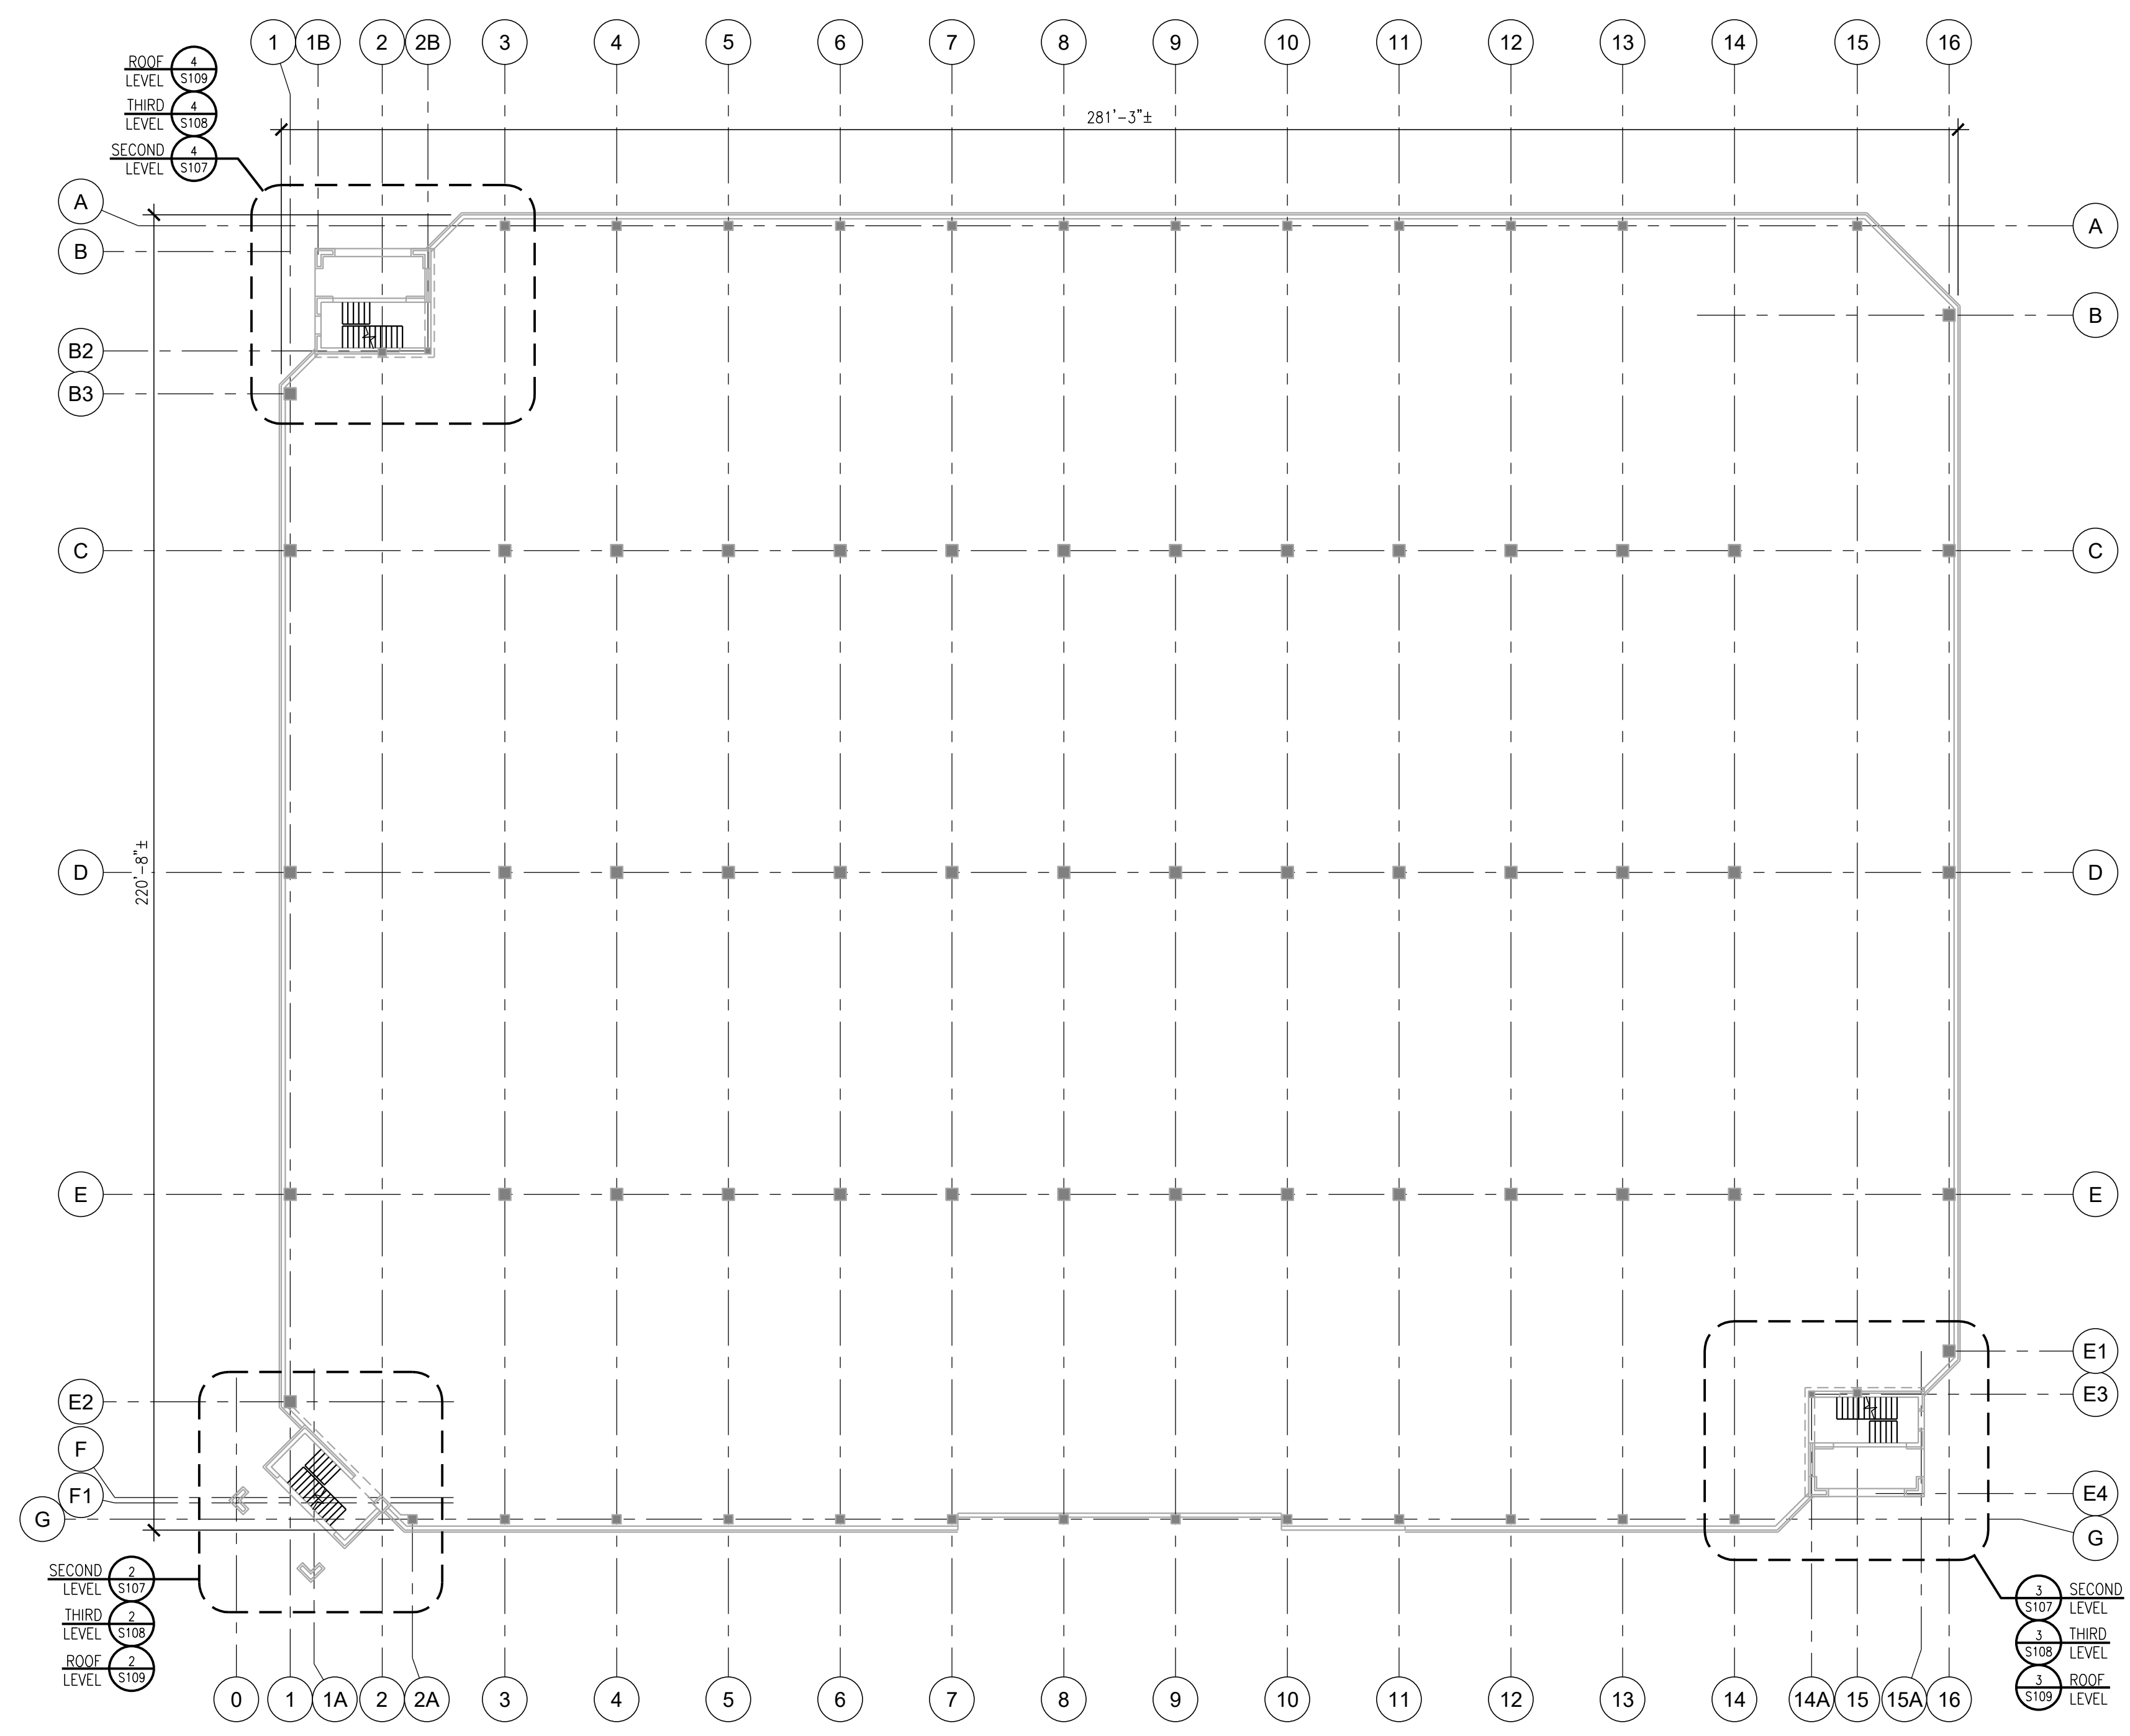 1 1B 2 2B 3 4 5 6 7 8 9 10 11 12 13 14 15 16
ROOF 4
LEVEL S109
THIRD 4
LEVEL S108
SECOND 4
LEVEL S107
281'-3"±
A A
B
B
B2
B3
C C
220'-8"±
D D
E E
E1
E2 E3
F
F1 E4
G
G
SECOND 2
LEVEL S107
THIRD 2
LEVEL S108
ROOF 2
LEVEL S109
3 SECOND
S107 LEVEL
3 THIRD
S108 LEVEL
3 ROOF
S109 LEVEL
0 1 1A 2 2A 3 4 5 6 7 8 9 10 11 12 13 14 14A 15 15A 16